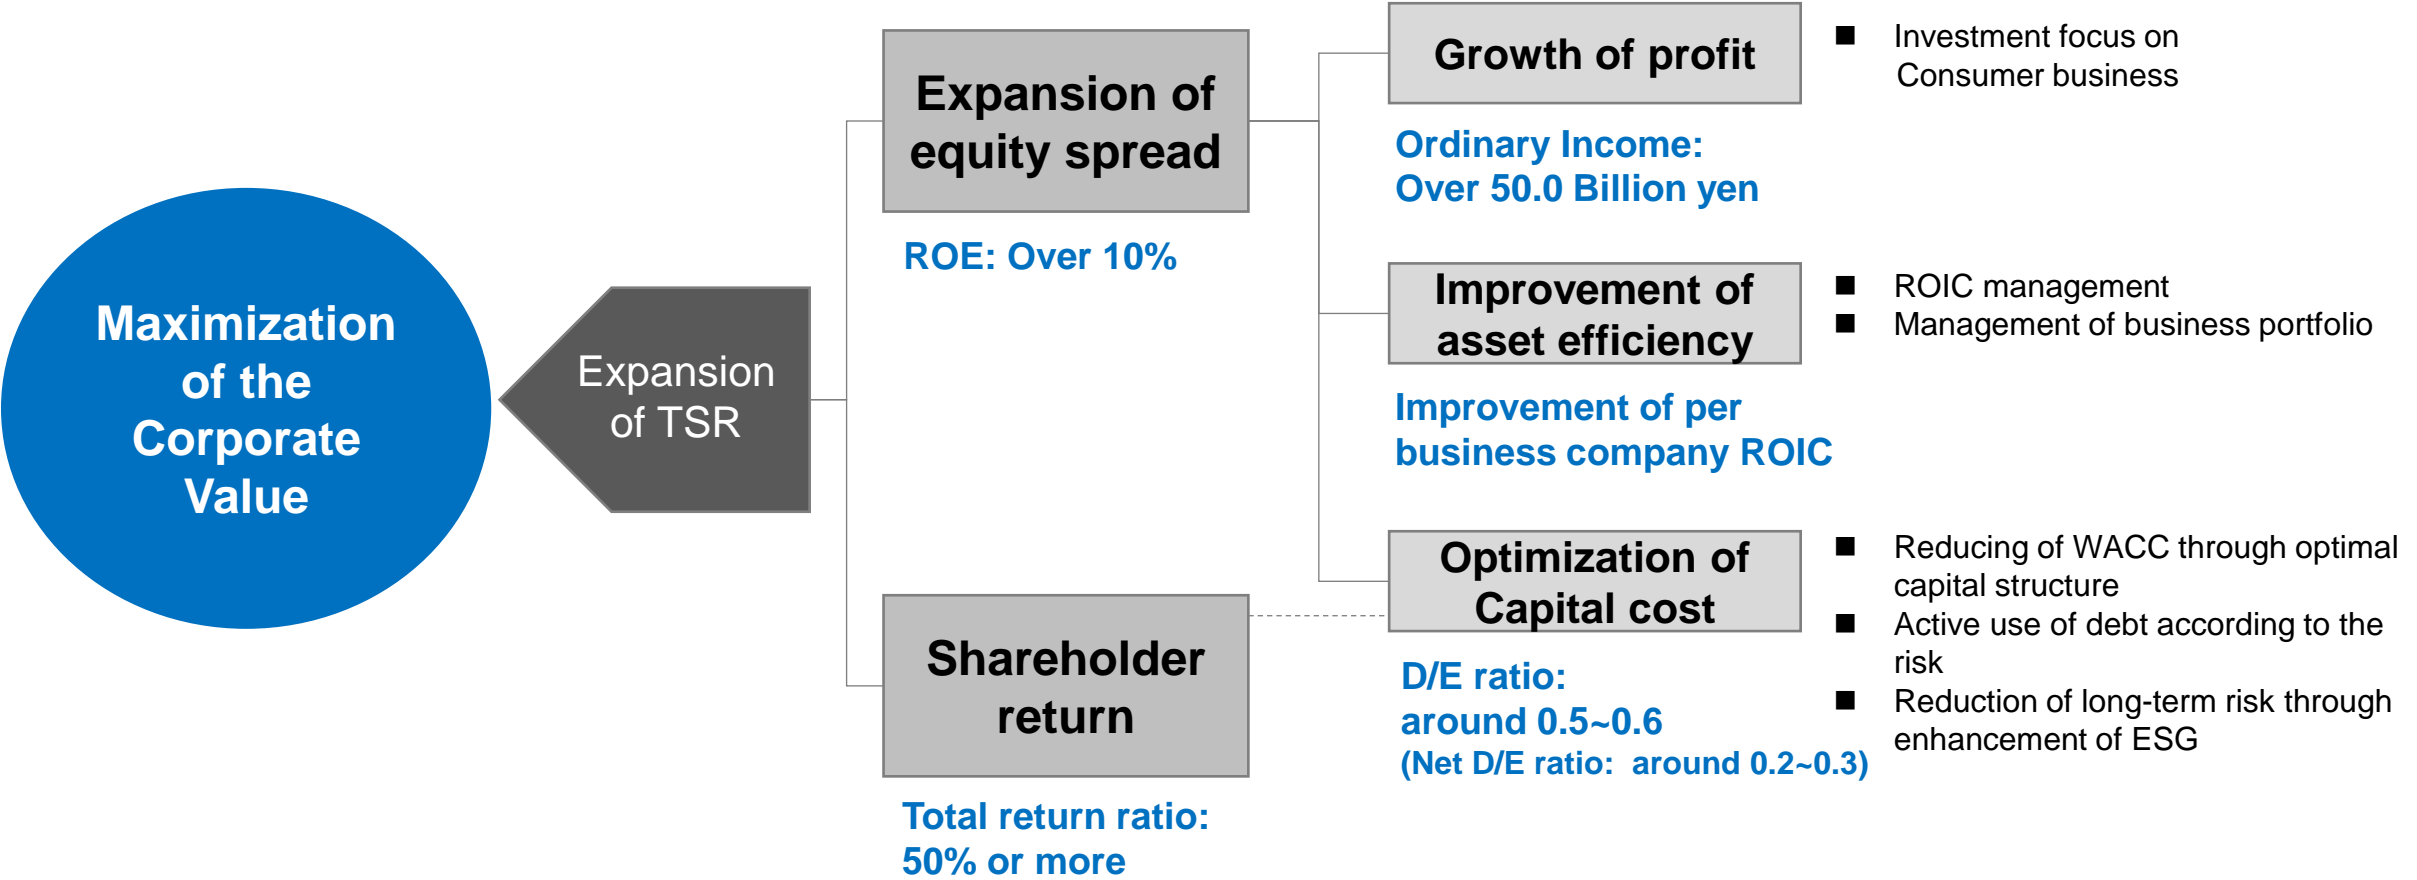 Maximization
of the
Corporate
Value
Expansion
of TSR
Expansion of
equity spread
ROE: Over 10%
Shareholder
return
Total return ratio:
50% or more
Growth of profit
Ordinary Income:
Over 50.0 Billion yen
■ Investment focus on
Consumer business
Improvement of
asset efficiency
Improvement of per
business company ROIC
■ ROIC management
■ Management of business portfolio
Optimization of
Capital cost
D/E ratio:
around 0.5~0.6
(Net D/E ratio: around 0.2~0.3)
■ Reducing of WACC through optimal
capital structure
■ Active use of debt according to the
risk
■ Reduction of long-term risk through
enhancement of ESG